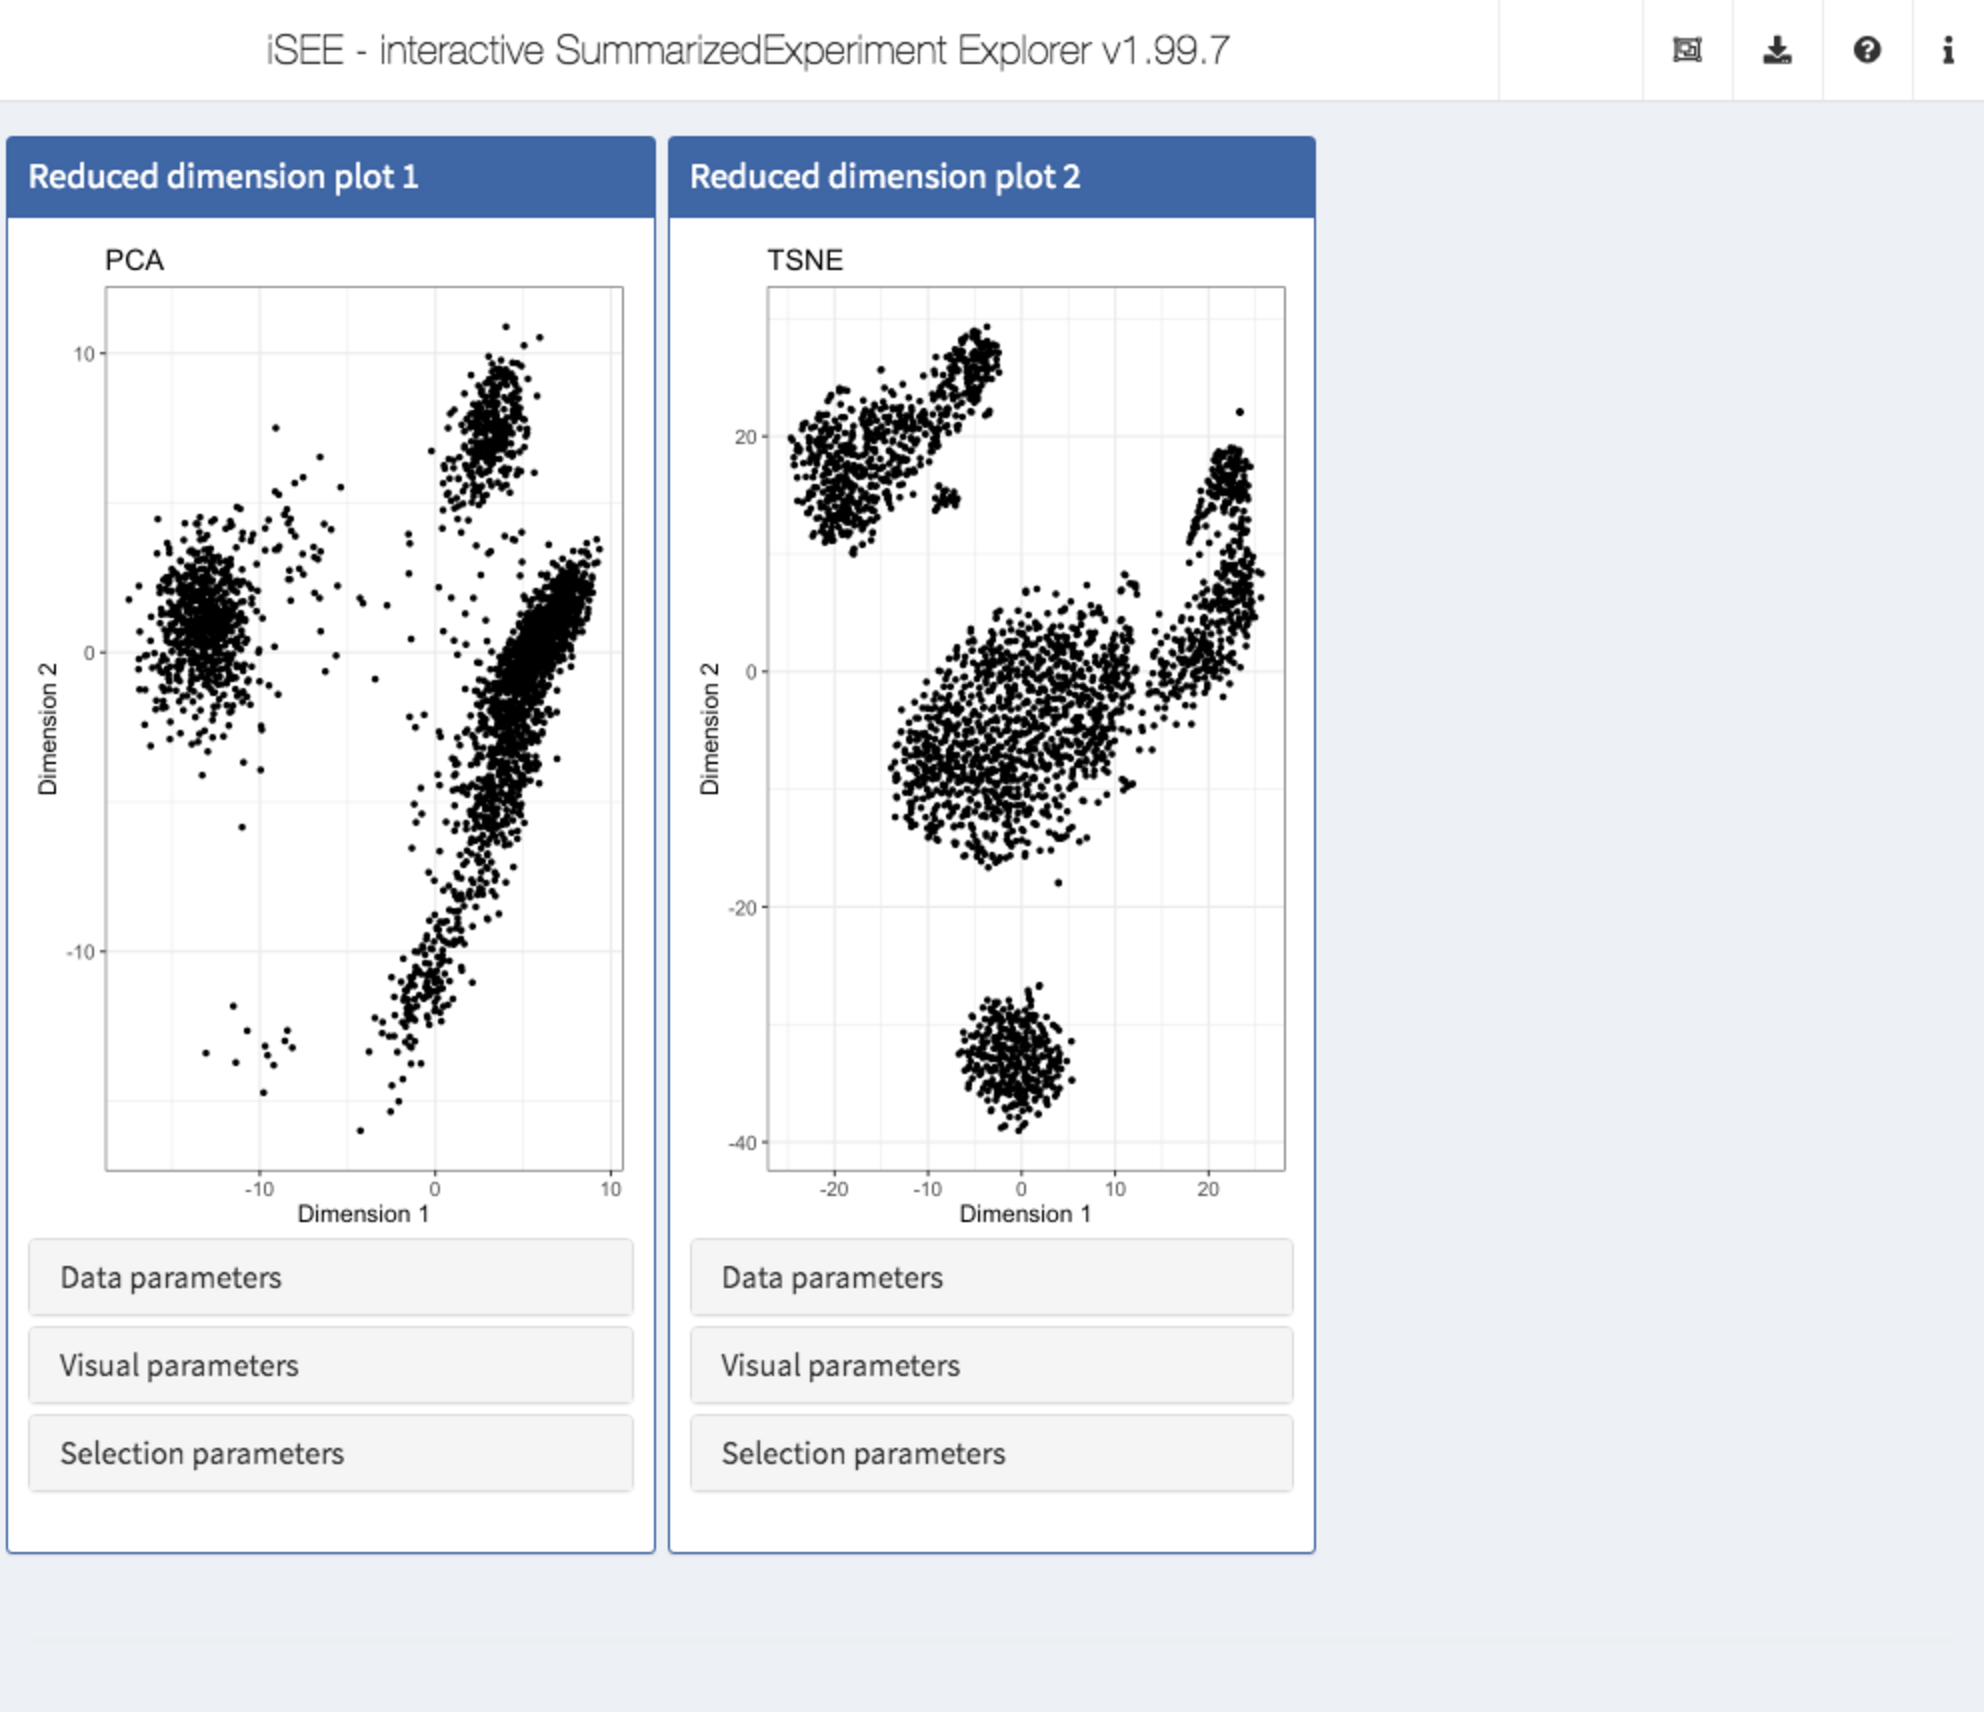 iSEE - interactive SummarizedExperiment Explorer v1.99.7
Reduced dimension plot 1
PCA
10
0
-10
Dimension 2
-10 0 10
Dimension 1
Data parameters
Visual parameters
Selection parameters
Reduced dimension plot 2
TSNE
20
0
-20
-40
Dimension 2
-20 -10 0 10 20
Dimension 1
Data parameters
Visual parameters
Selection parameters